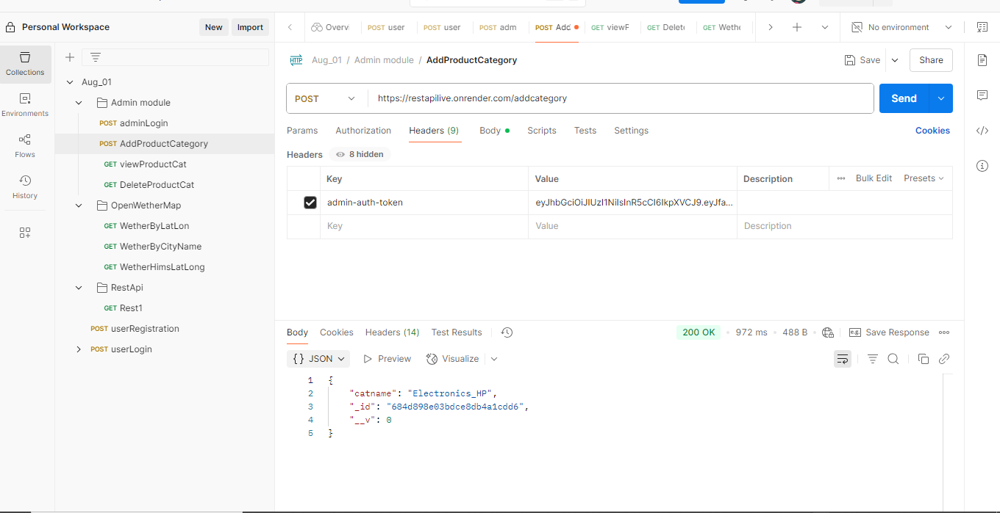 Personal Workspace
New
Import
Overvi
POST user
POST user
POST adm
POST Add
GET viewF
GET Delet
GET Wethe
No environment
Collections
Environments
Flows
History
Aug_01
Admin module
POST adminLogin
POST AddProductCategory
GET viewProductCat
GET DeleteProductCat
OpenWetherMap
GET WetherByLatLon
GET WetherByCityName
GET WetherHimsLatLong
RestApi
GET Rest1
POST userRegistration
POST userLogin
HTTP Aug_01 / Admin module / AddProductCategory
Save
Share
POST
https://restapilive.onrender.com/addcategory
Send
Params
Authorization
Headers (9)
Body
Scripts
Tests
Settings
Cookies
Headers
8 hidden
Key
Value
Description
Bulk Edit
Presets
admin-auth-token
eyJhbGciOiJIUzI1NiIsInR5cCI6IkpXVCJ9.eyJfa...
Key
Value
Description
Body
Cookies
Headers (14)
Test Results
200 OK
972 ms
488 B
e.g.
Save Response
{} JSON
Preview
Visualize
1 {
2 "catname": "Electronics_HP",
3 "_id": "684d898e03bdce8db4a1cdd6",
4 "__v": 0
5 }